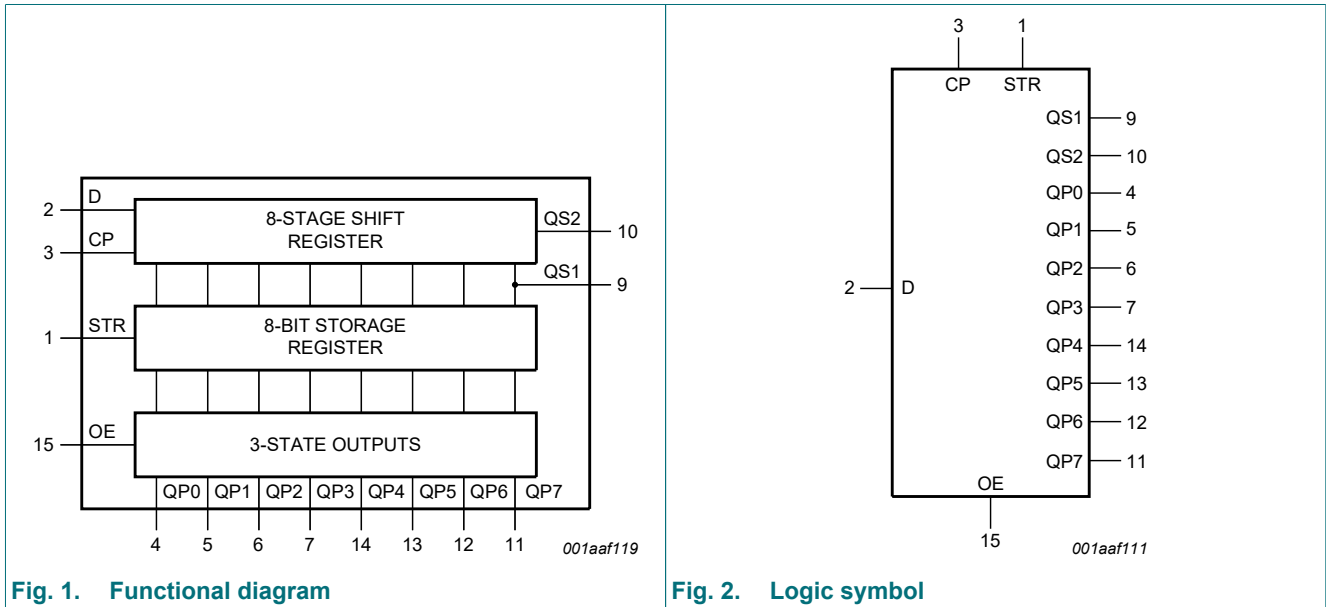 D
2
8-STAGE SHIFT
REGISTER
QS2
10
CP
3
QS1
9
STR
1
8-BIT STORAGE
REGISTER
OE
15
3-STATE OUTPUTS
QP0 QP1 QP2 QP3 QP4 QP5 QP6 QP7
4 5 6 7 14 13 12 11
001aaf119
Fig. 1. Functional diagram
3 1
CP STR
QS1 9
QS2 10
QP0 4
QP1 5
QP2 6
2 D
QP3 7
QP4 14
QP5 13
QP6 12
QP7 11
OE
15
001aaf111
Fig. 2. Logic symbol